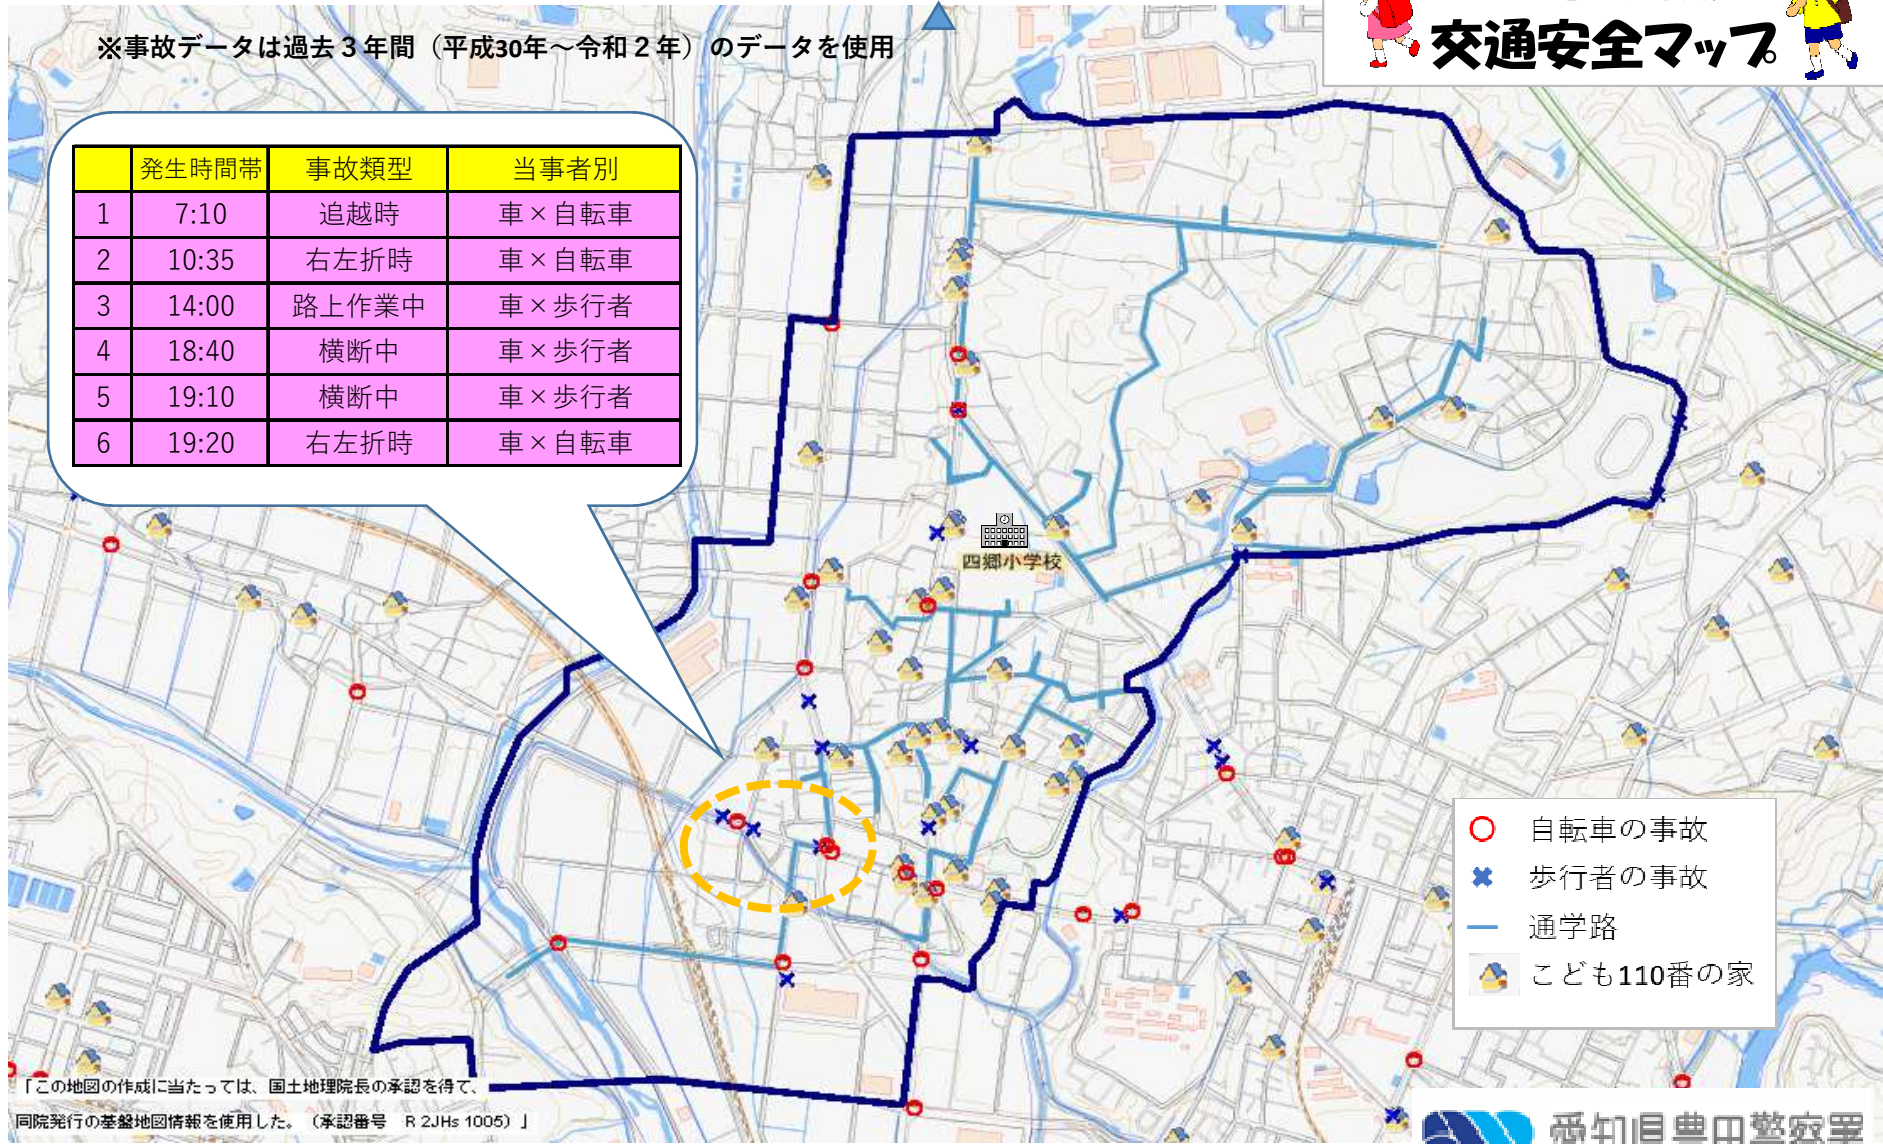 交通安全マップ
※事故データは過去３年間（平成30年～令和２年）のデータを使用
発生時間帯 事故類型 当事者別
1 7:10 追越時 車×自転車
2 10:35 右左折時 車×自転車
3 14:00 路上作業中 車×歩行者
4 18:40 横断中 車×歩行者
5 19:10 横断中 車×歩行者
6 19:20 右左折時 車×自転車
四郷小学校
自転車の事故
歩行者の事故
通学路
こども110番の家
「この地図の作成に当たっては、国土地理院長の承認を得て、
同院発行の基盤地図情報を使用した。（承認番号　R 2JHs 1005）」
愛知県豊田警察署